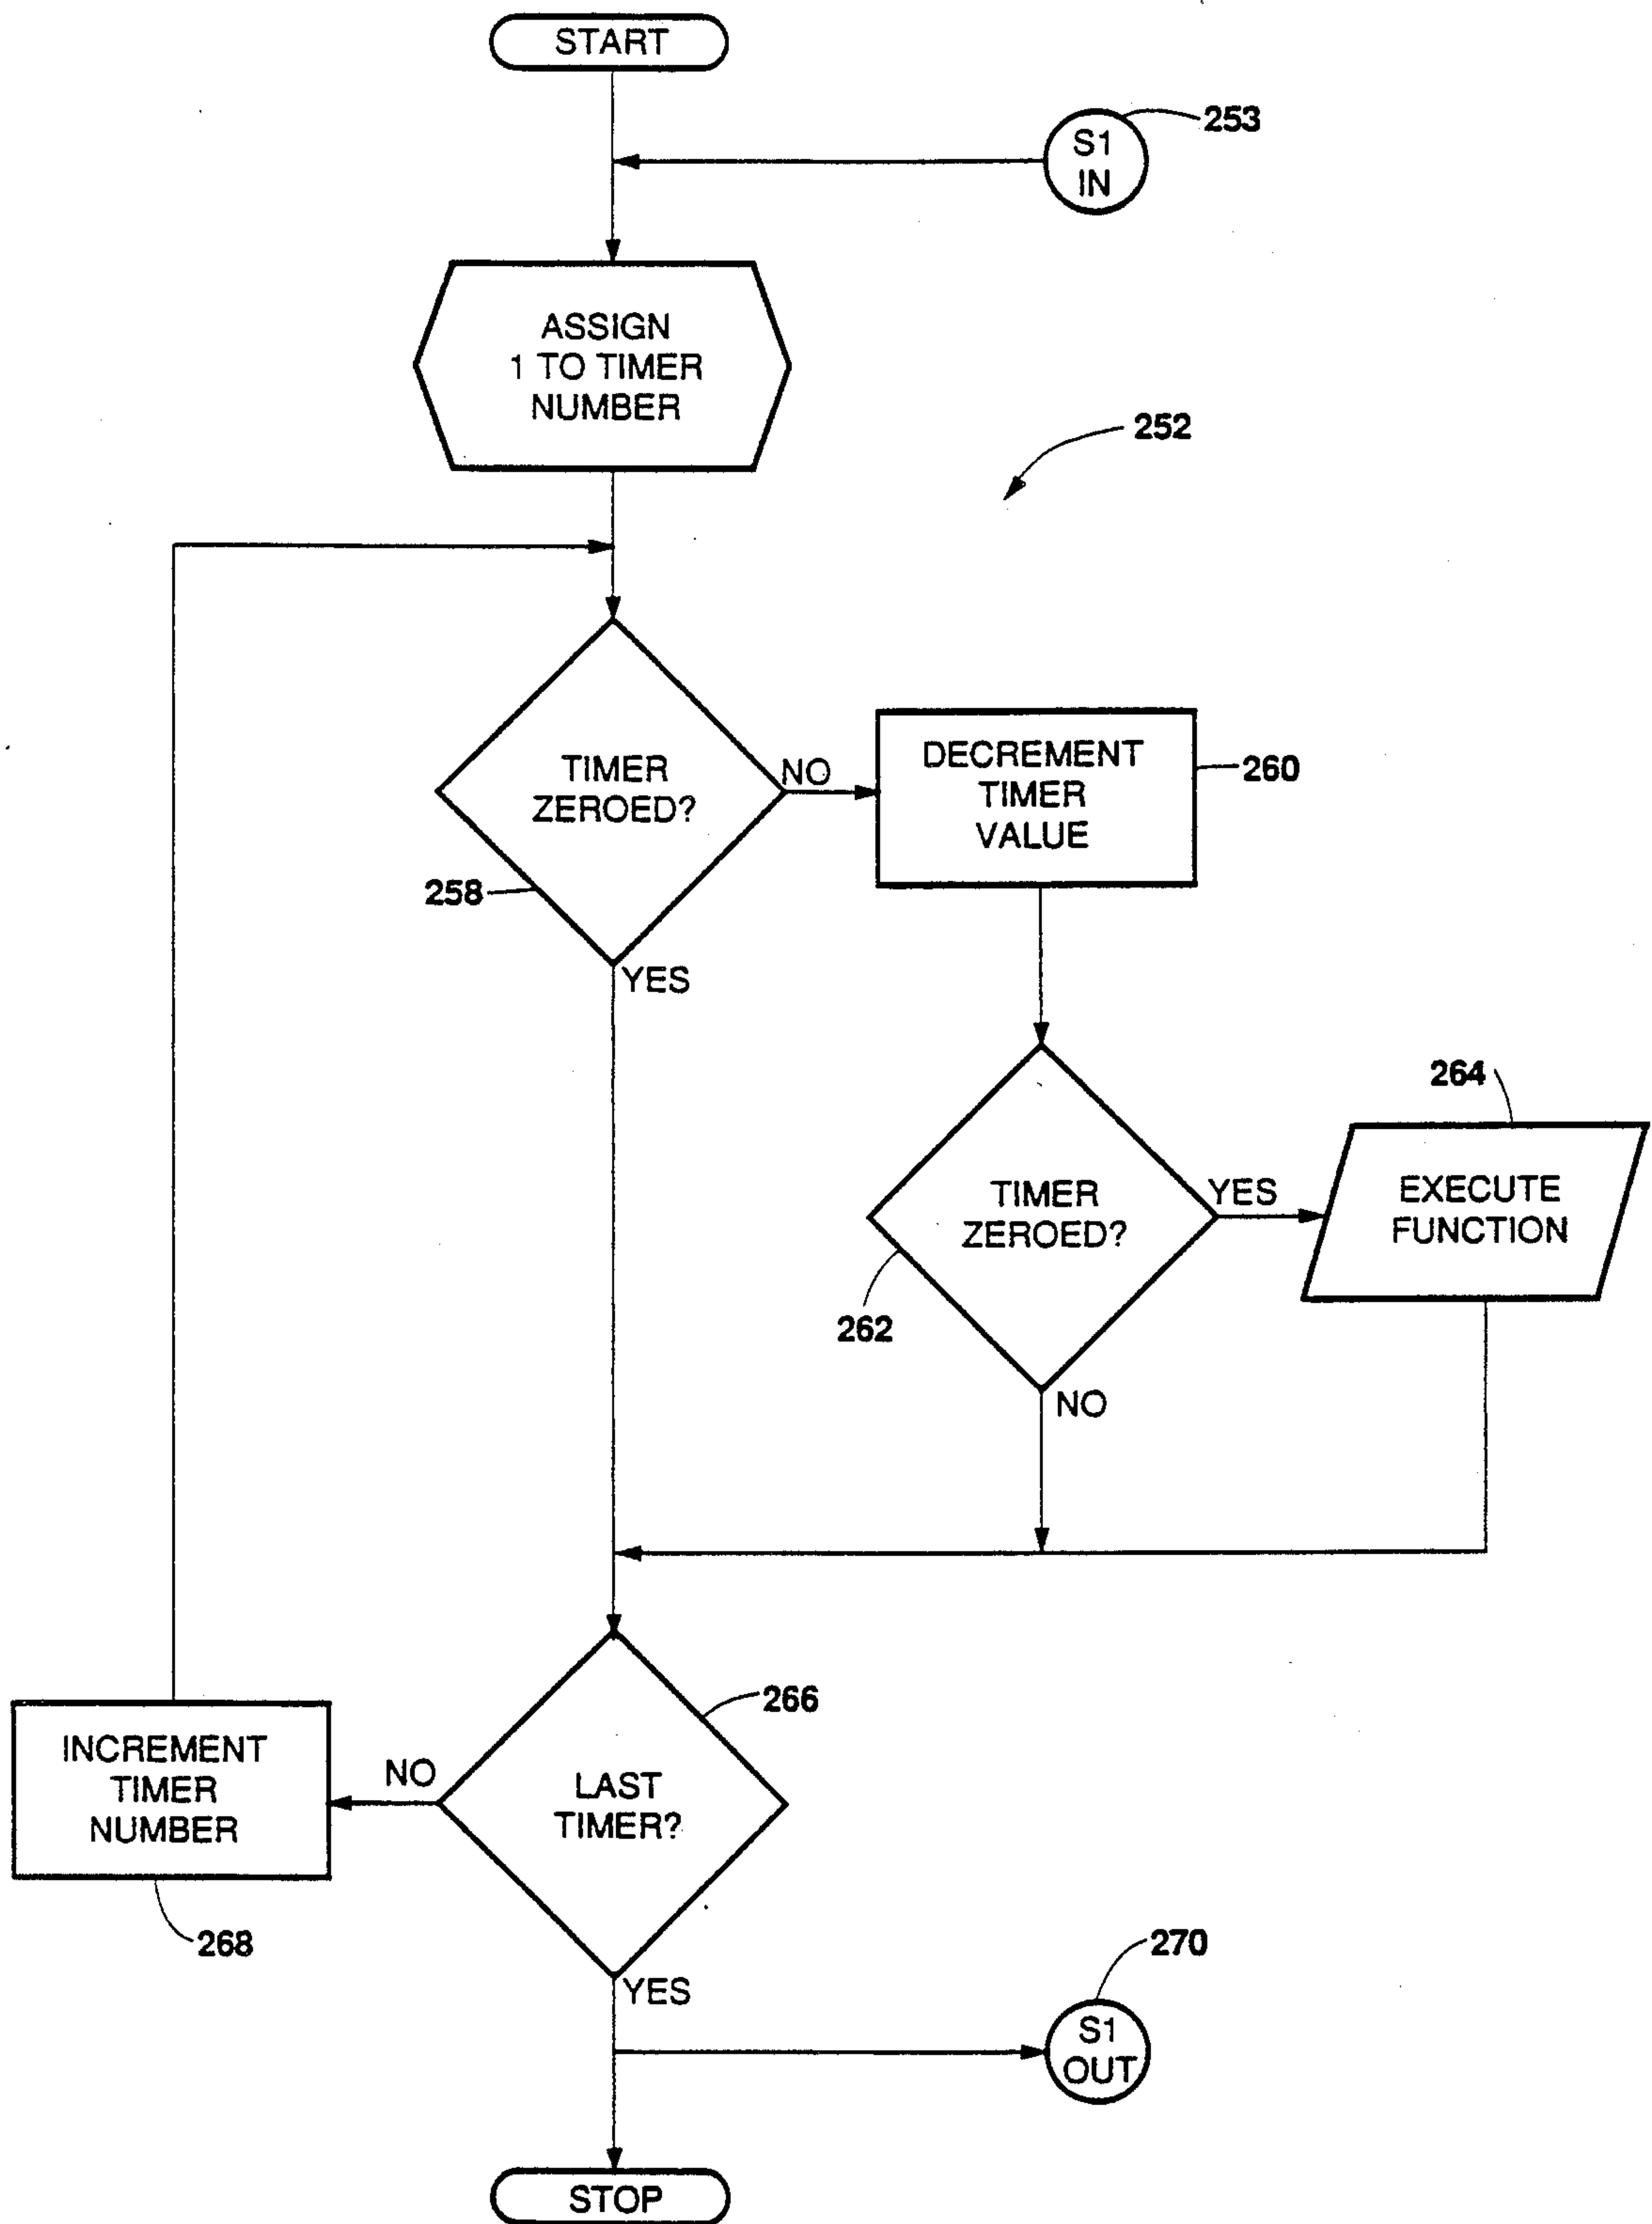 START
253
S1
IN
ASSIGN
1 TO TIMER
NUMBER
252
TIMER
ZEROED?
NO
258
YES
DECREMENT
TIMER
VALUE
260
264
TIMER
ZEROED?
YES
262
NO
EXECUTE
FUNCTION
266
INCREMENT
TIMER
NUMBER
NO
LAST
TIMER?
268
YES
270
S1
OUT
STOP